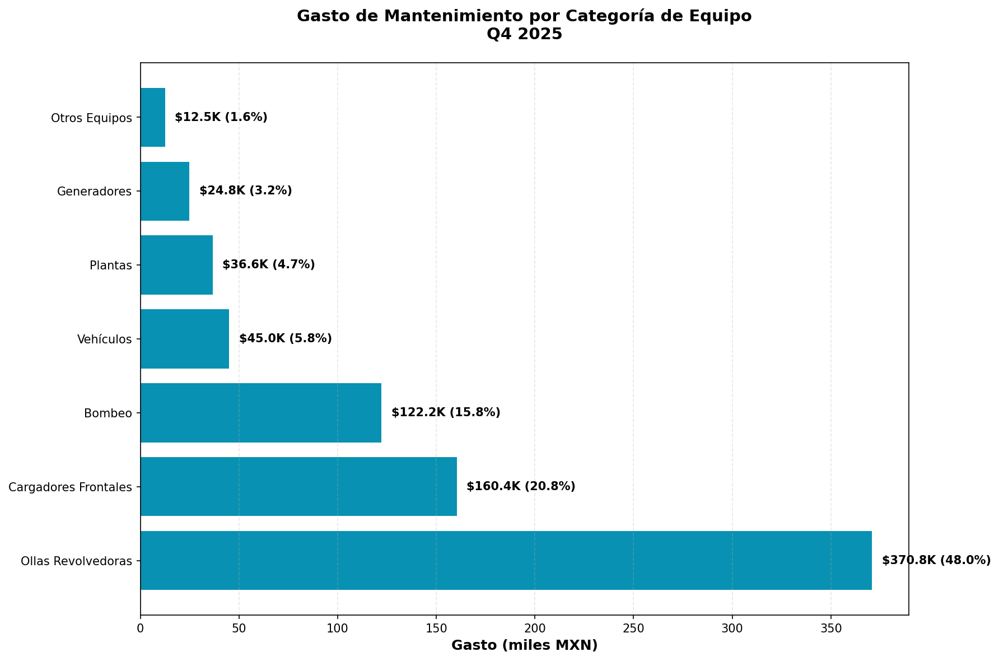 Gasto de Mantenimiento por Categoría de Equipo
Q4 2025
Otros Equipos
$12.5K (1.6%)
Generadores
$24.8K (3.2%)
Plantas
$36.6K (4.7%)
Vehículos
$45.0K (5.8%)
Bombeo
$122.2K (15.8%)
Cargadores Frontales
$160.4K (20.8%)
Ollas Revolvedoras
$370.8K (48.0%)
0 50 100 150 200 250 300 350
Gasto (miles MXN)